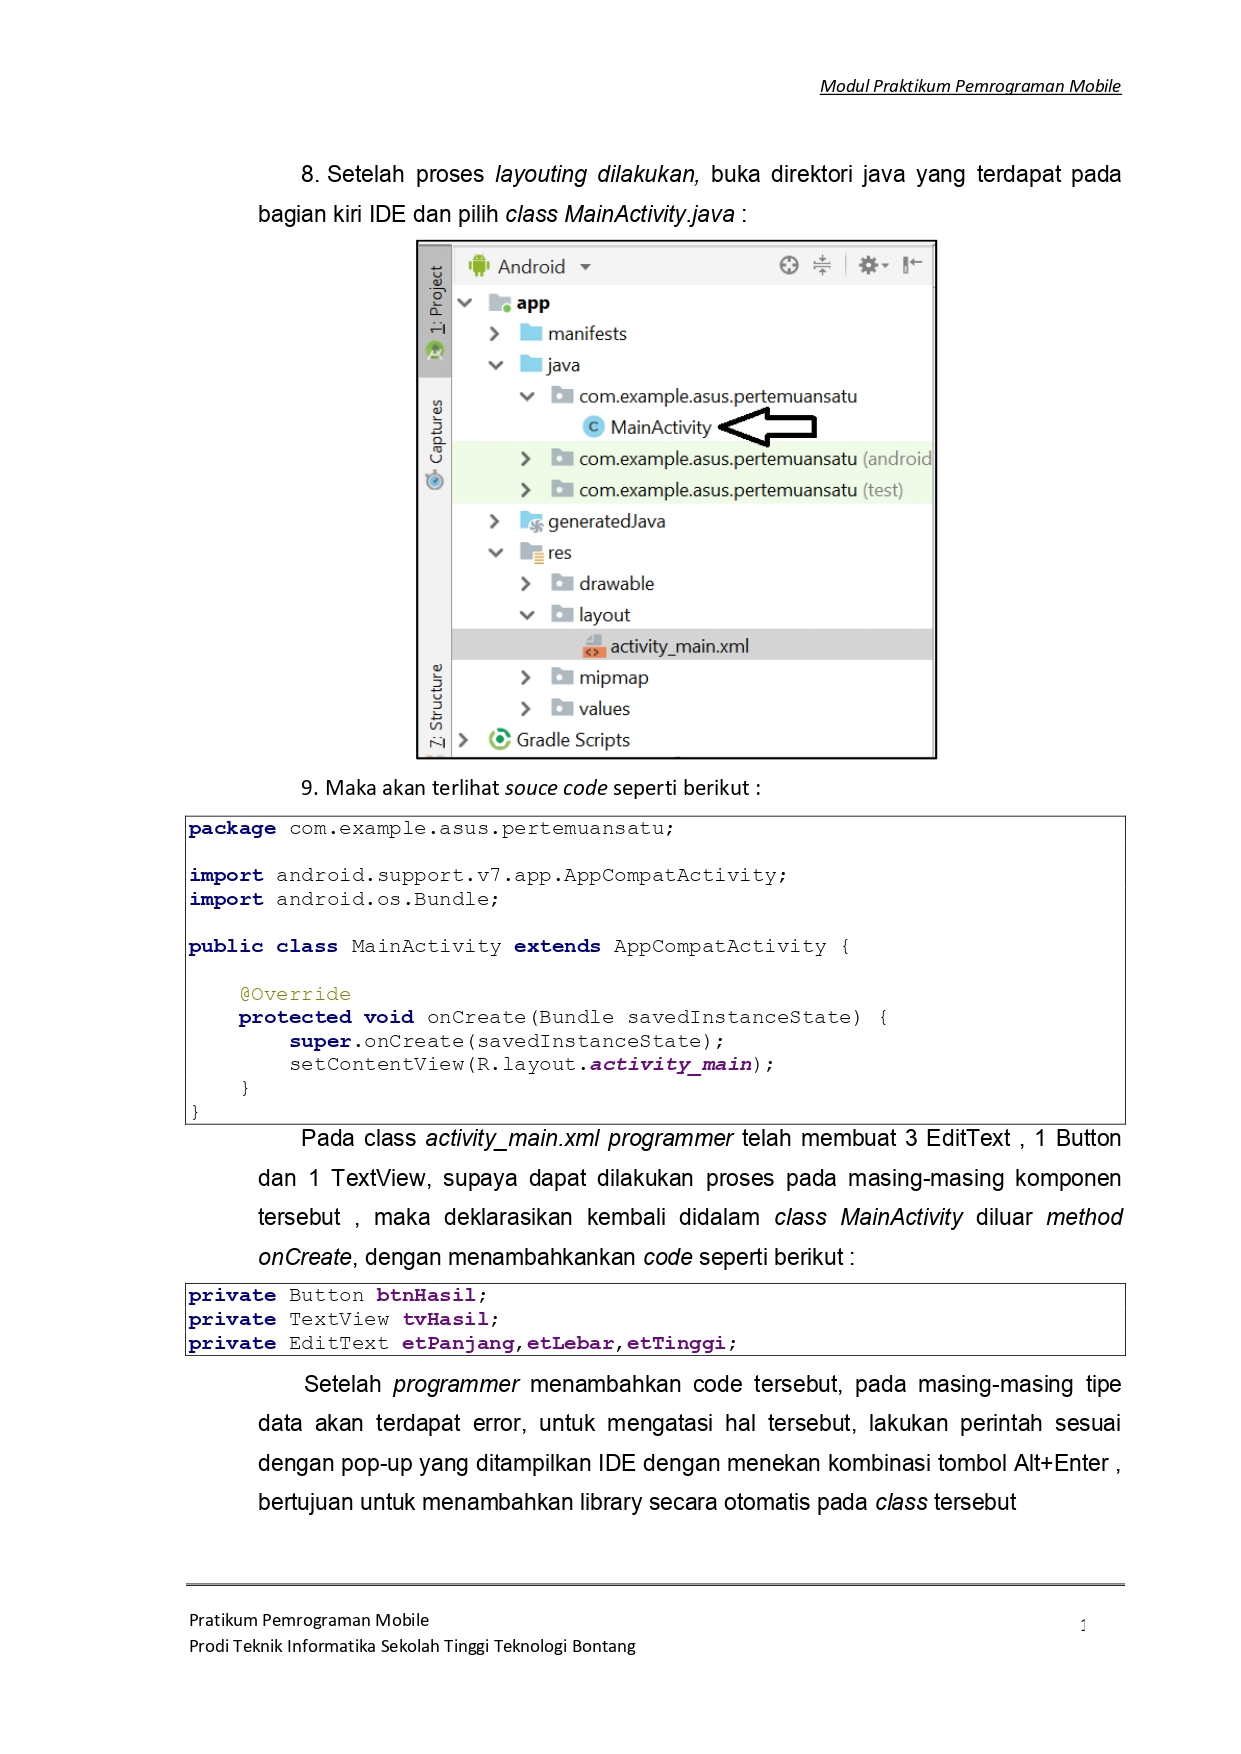 Modul Praktikum Pemrograman Mobile
8. Setelah proses layouting dilakukan, buka direktori java yang terdapat pada
bagian kiri IDE dan pilih class MainActivity.java :
1: Project
Captures
7: Structure
Android
app
manifests
java
com.example.asus.pertemuansatu
MainActivity
com.example.asus.pertemuansatu (android
com.example.asus.pertemuansatu (test)
generatedJava
res
drawable
layout
activity_main.xml
mipmap
values
Gradle Scripts
9. Maka akan terlihat souce code seperti berikut :
package com.example.asus.pertemuansatu;
import android.support.v7.app.AppCompatActivity;
import android.os.Bundle;
public class MainActivity extends AppCompatActivity {
@Override
protected void onCreate(Bundle savedInstanceState) {
super.onCreate(savedInstanceState);
setContentView(R.layout.activity_main);
}
}
Pada class activity_main.xml programmer telah membuat 3 EditText , 1 Button
dan 1 TextView, supaya dapat dilakukan proses pada masing-masing komponen
tersebut , maka deklarasikan kembali didalam class MainActivity diluar method
onCreate, dengan menambahkankan code seperti berikut :
private Button btnHasil;
private TextView tvHasil;
private EditText etPanjang,etLebar,etTinggi;
Setelah programmer menambahkan code tersebut, pada masing-masing tipe
data akan terdapat error, untuk mengatasi hal tersebut, lakukan perintah sesuai
dengan pop-up yang ditampilkan IDE dengan menekan kombinasi tombol Alt+Enter ,
bertujuan untuk menambahkan library secara otomatis pada class tersebut
Pratikum Pemrograman Mobile
Prodi Teknik Informatika Sekolah Tinggi Teknologi Bontang